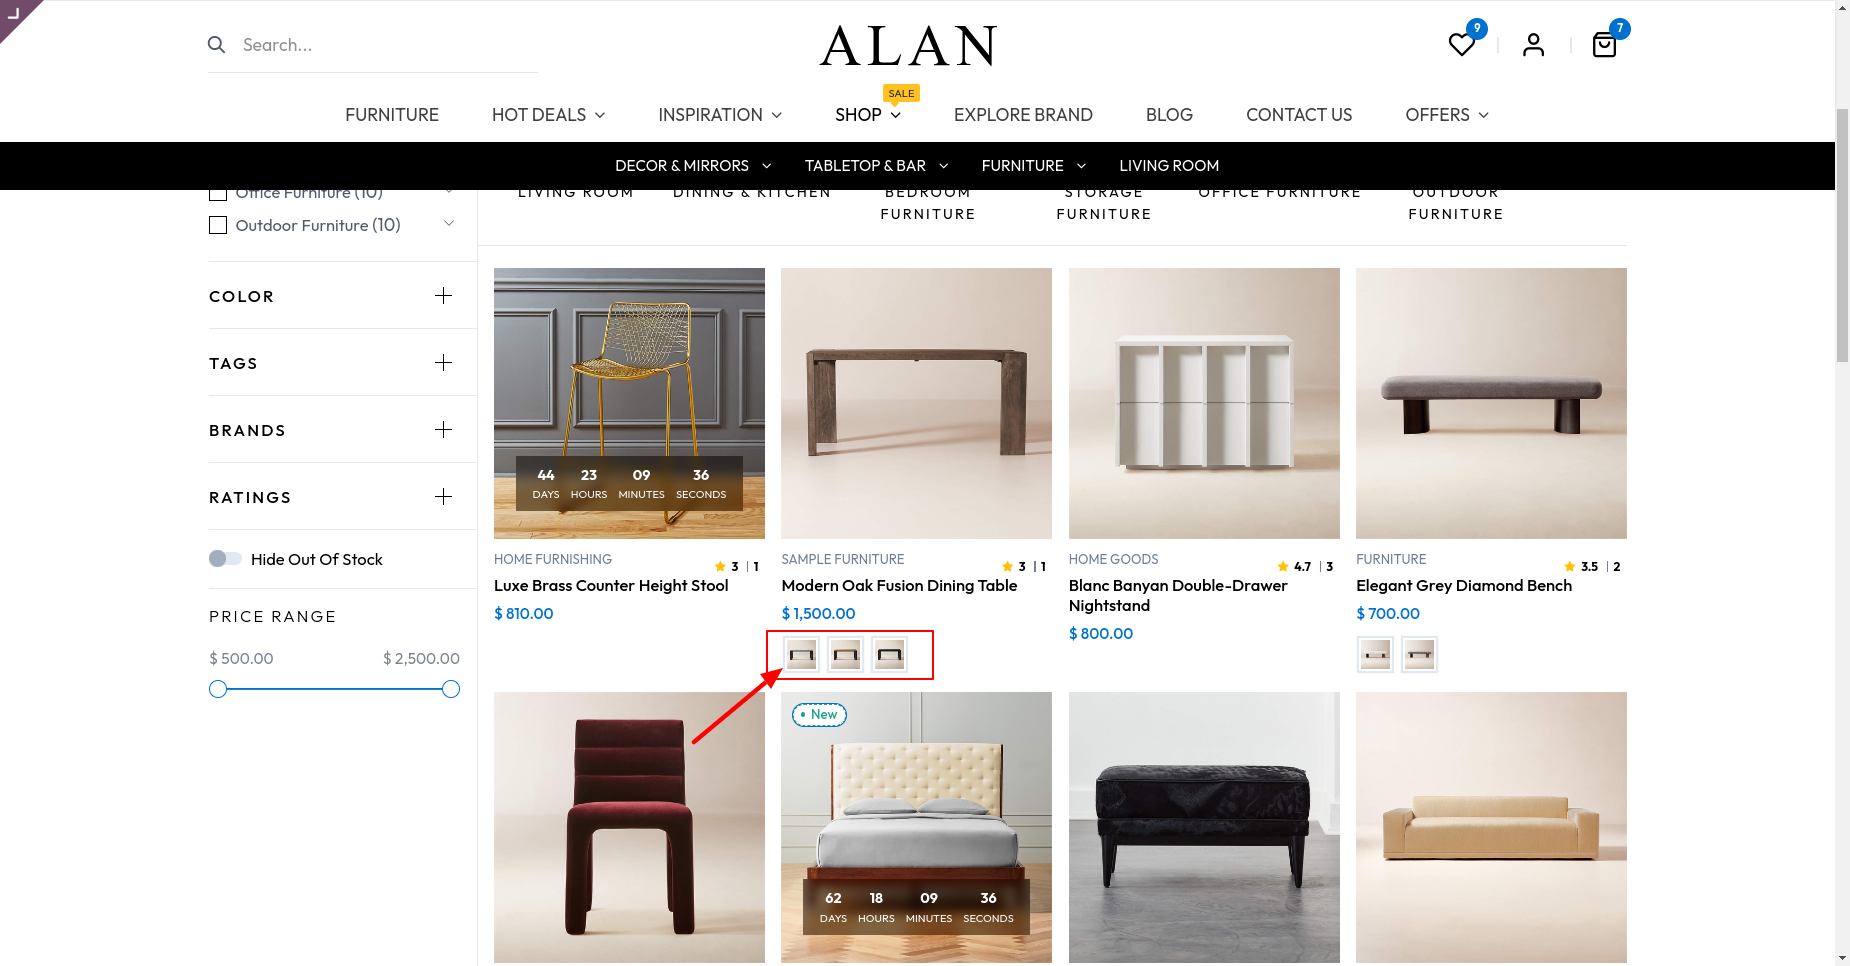 Search...
ALAN
9
7
SALE
FURNITURE HOT DEALS INSPIRATION SHOP EXPLORE BRAND BLOG CONTACT US OFFERS
DECOR & MIRRORS TABLETOP & BAR FURNITURE LIVING ROOM
Office Furniture (10)
Outdoor Furniture (10)
COLOR
TAGS
BRANDS
RATINGS
Hide Out Of Stock
PRICE RANGE
$ 500.00 $ 2,500.00
LIVING ROOM
DINING & KITCHEN
BEDROOM
FURNITURE
STORAGE
FURNITURE
OFFICE FURNITURE
OUTDOOR
FURNITURE
44 23 09 36
DAYS HOURS MINUTES SECONDS
HOME FURNISHING
3 | 1
Luxe Brass Counter Height Stool
$ 810.00
SAMPLE FURNITURE
3 | 1
Modern Oak Fusion Dining Table
$ 1,500.00
HOME GOODS
4.7 | 3
Blanc Banyan Double-Drawer
Nightstand
$ 800.00
FURNITURE
3.5 | 2
Elegant Grey Diamond Bench
$ 700.00
New
62 18 09 36
DAYS HOURS MINUTES SECONDS